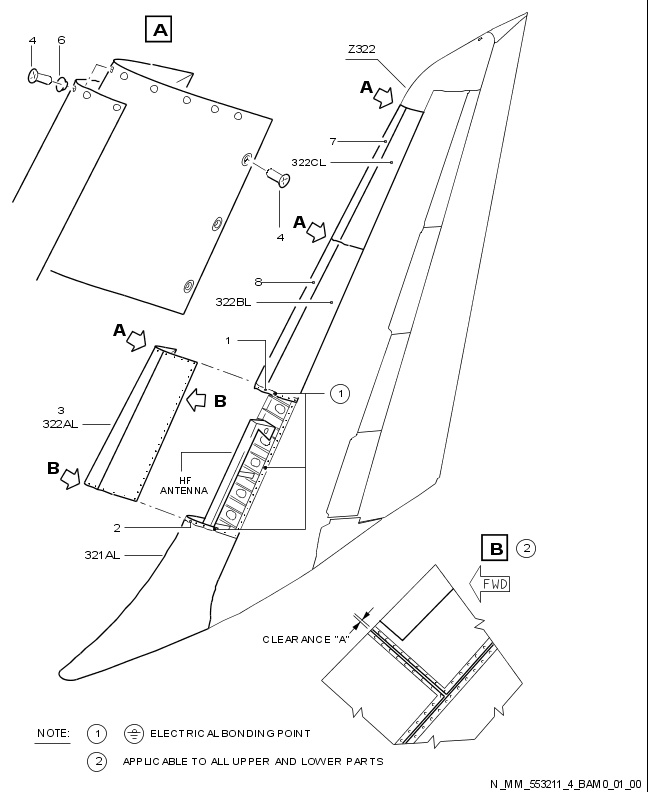 A
4
6
Z322
A
7
322CL
4
A
8
322BL
1
A
1
3
322AL
B
B
HF
ANTENNA
2
321AL
B
2
FWD
CLEARANCE "A"
NOTE:
1
ELECTRICAL BONDING POINT
2
APPLICABLE TO ALL UPPER AND LOWER PARTS
N_MM_553211_4_BAM0_01_00